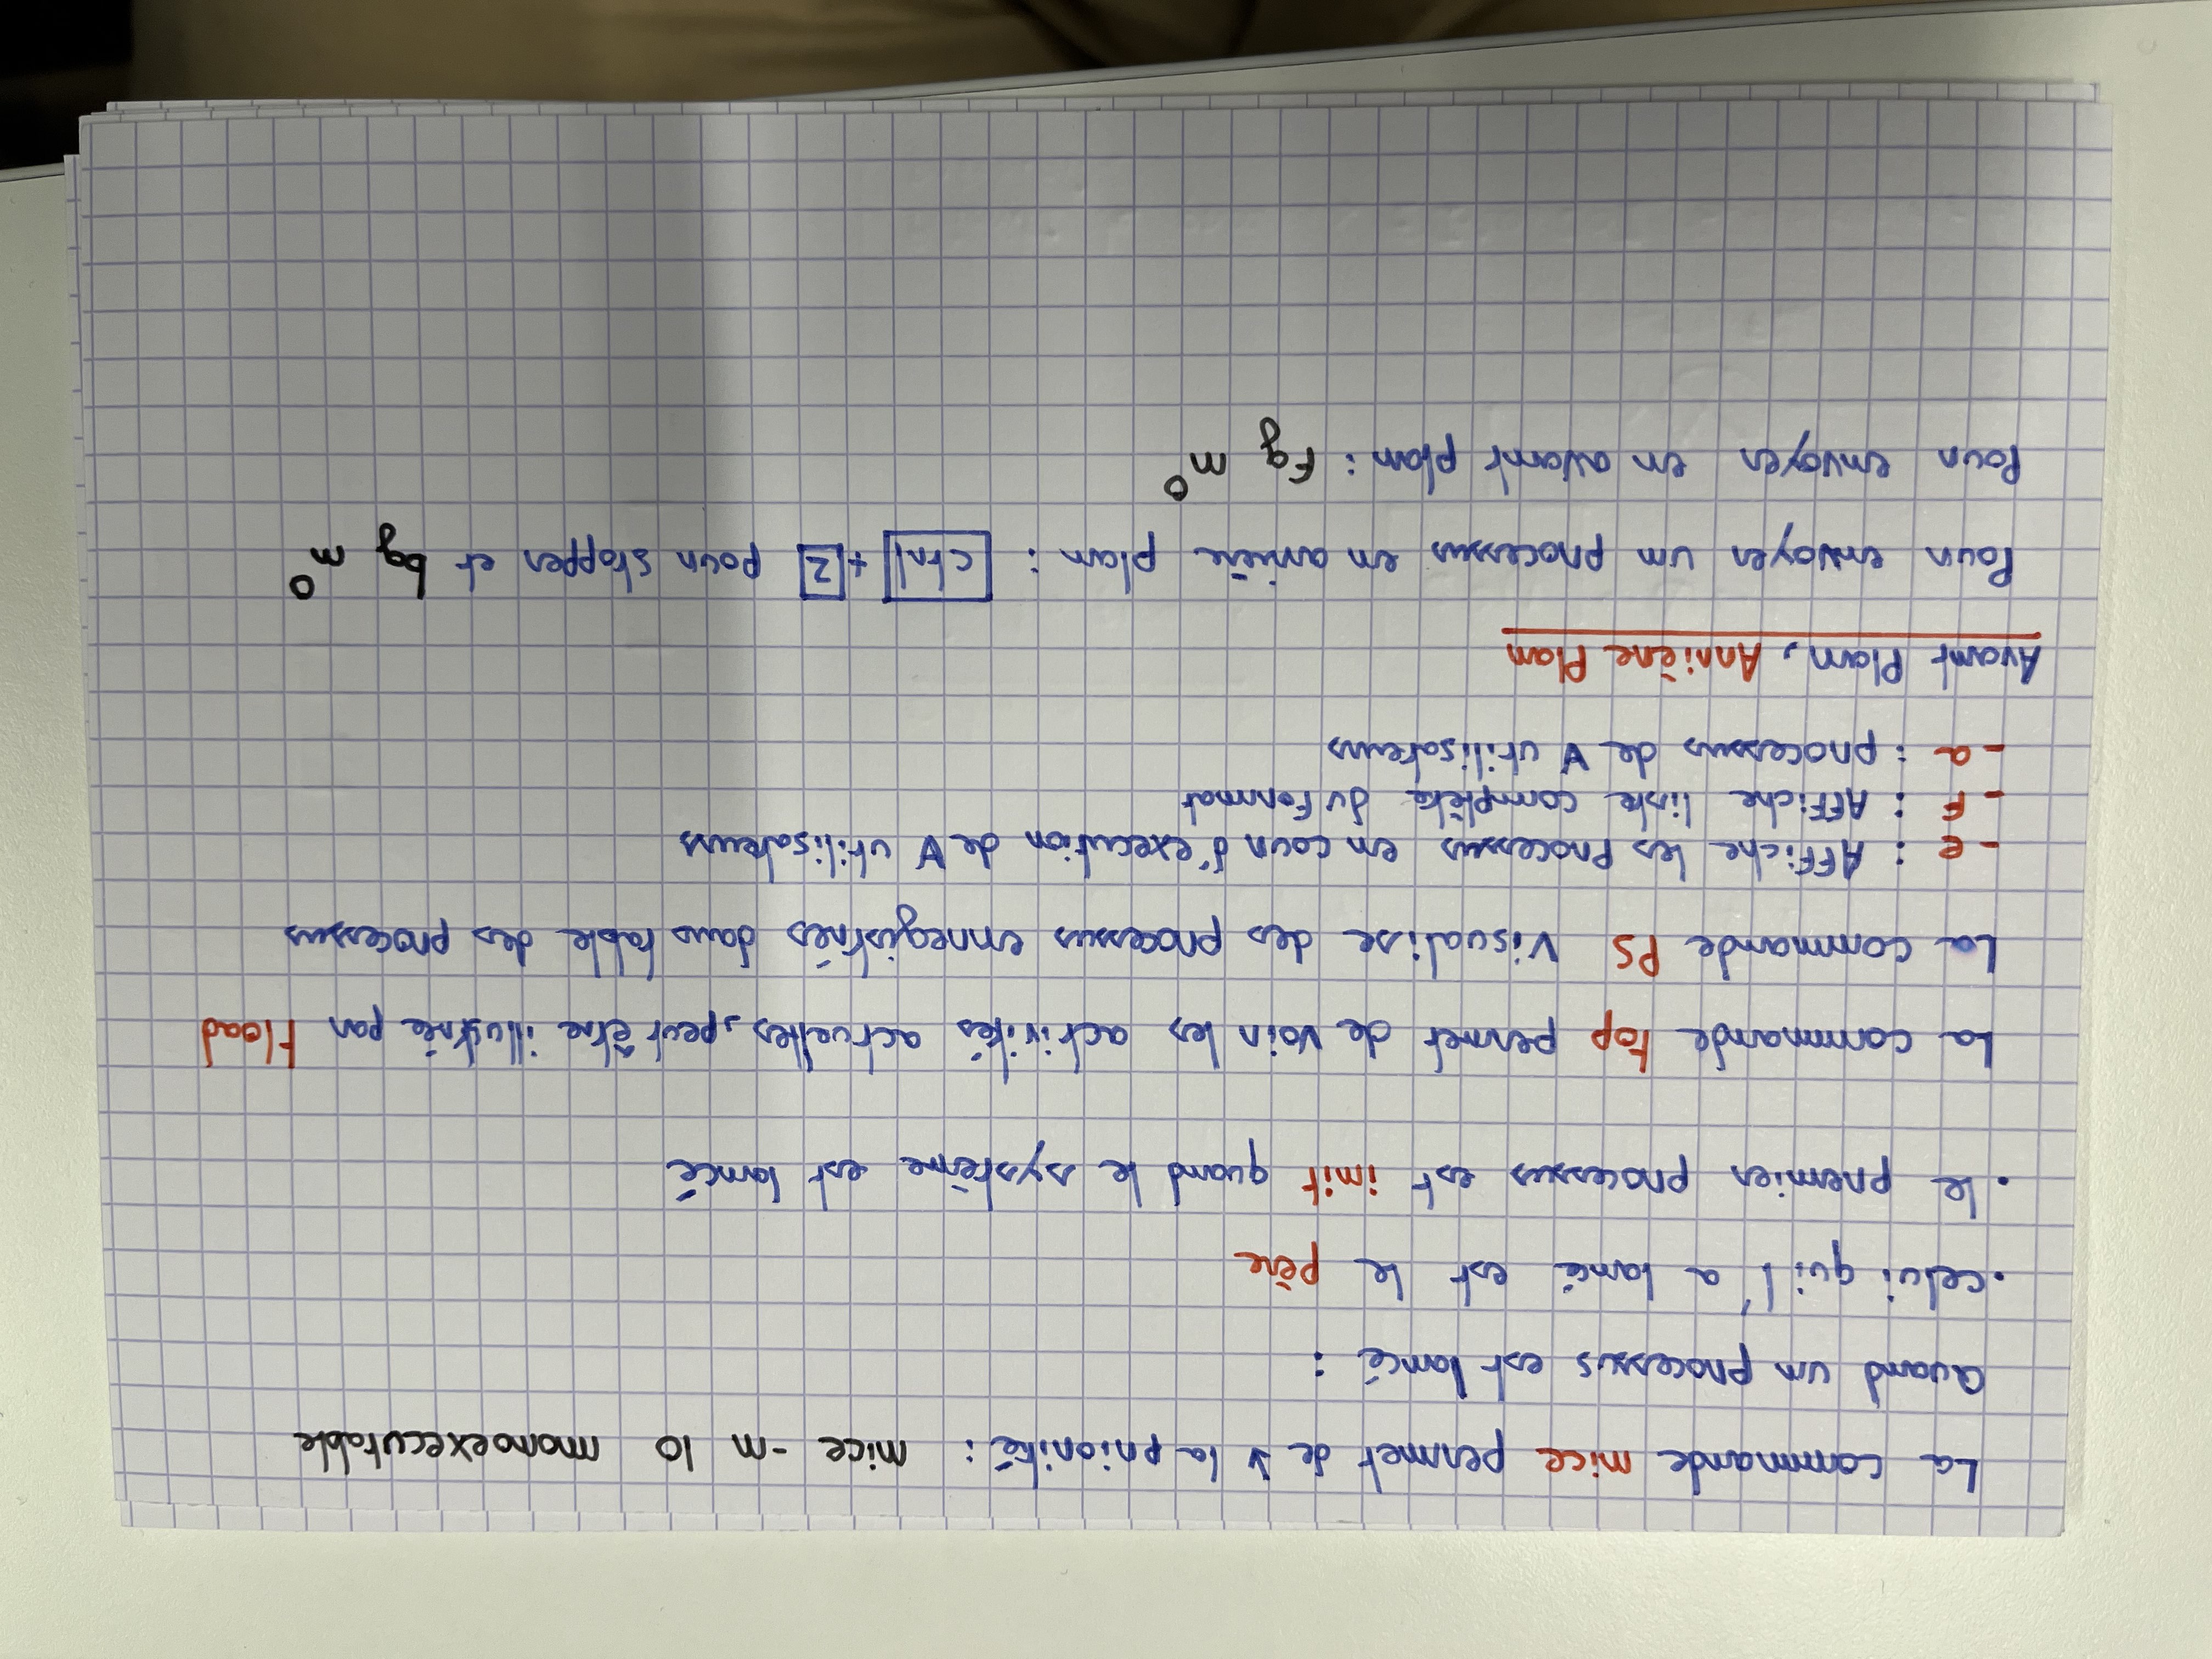 La commande nice permet de ↘ la priorité : nice -n 10 monexecutable
Quand un processus est lancé :
• celui qui l'a lancé est le père
• le premier processus est init quand le système est lancé
La commande top permet de voir les activités actuelles, peut être illustrée par tload
La commande PS visualise des processus enregistrés dans table des processus
- e : Affiche les processus en cour d'execution de ∀ utilisateurs
- F : Affiche liste complète du format
- a : processus de ∀ utilisateurs
Avant Plan, Arrière Plan
Pour envoyer un processus en arrière plan : ctrl + Z pour stopper et bg n°
Pour envoyer en avant plan : Fg n°